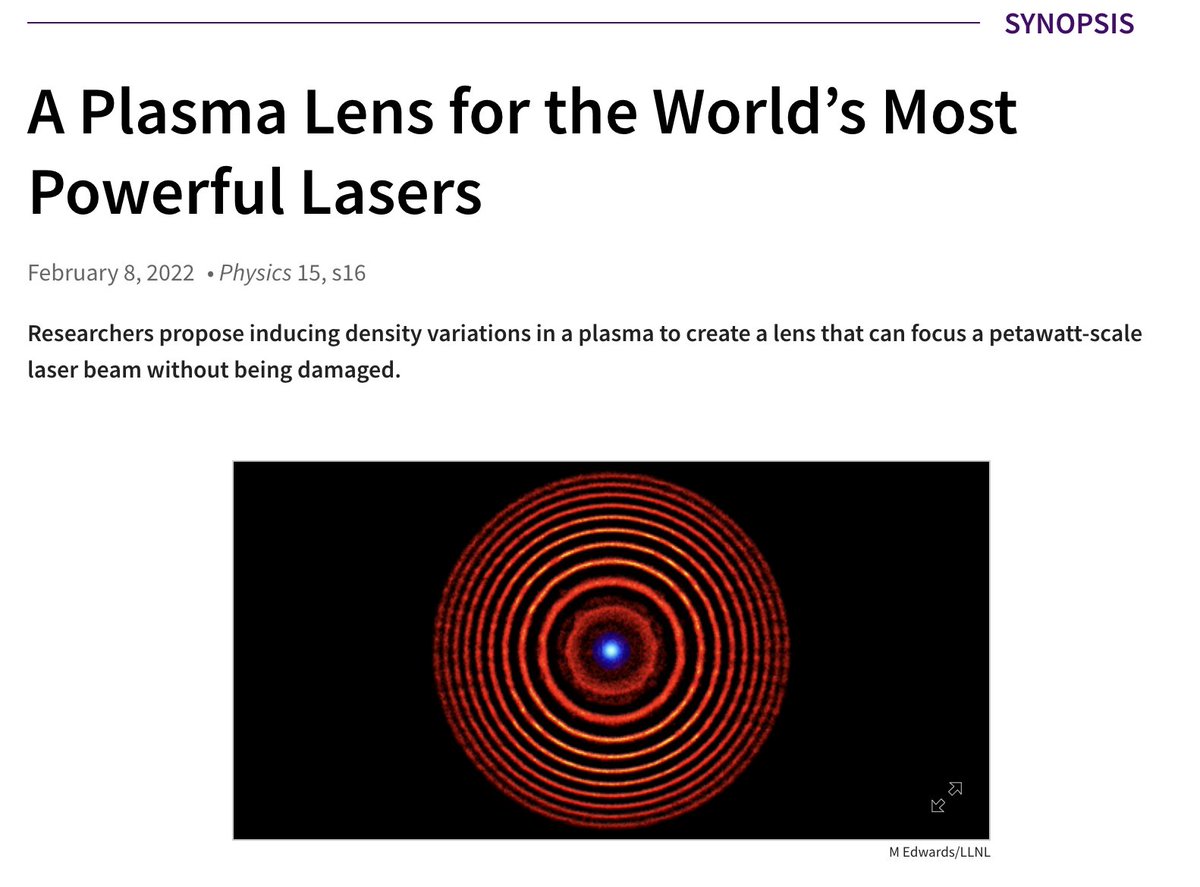 SYNOPSIS
A Plasma Lens for the World’s Most
Powerful Lasers
February 8, 2022 • Physics 15, s16
Researchers propose inducing density variations in a plasma to create a lens that can focus a petawatt-scale
laser beam without being damaged.
M Edwards/LLNL